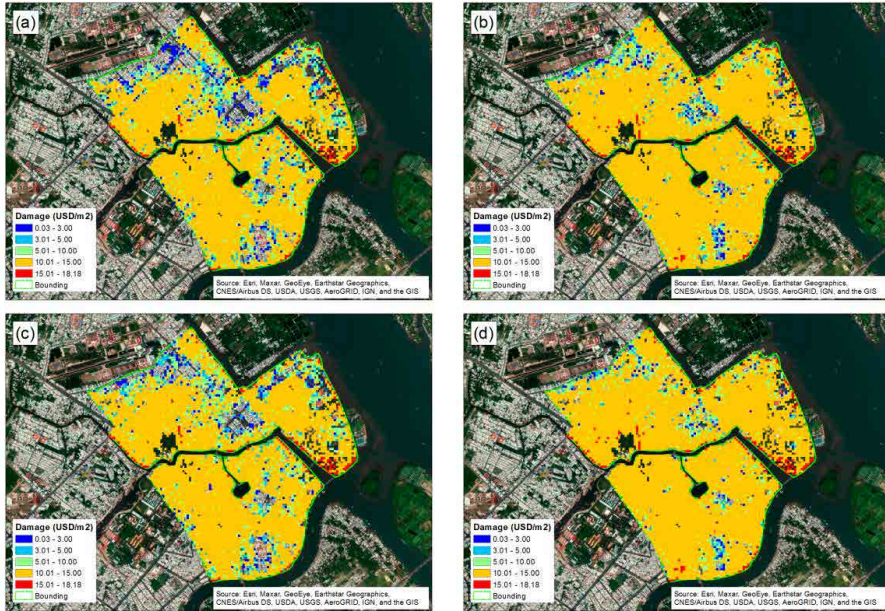 (a)
Damage (USD/m2)
0.03 - 3.00
3.01 - 5.00
5.01 - 10.00
10.01 - 15.00
15.01 - 18.18
Bounding
Source: Esri, Maxar, GeoEye, Earthstar Geographics,
CNES/Airbus DS, USDA, USGS, AeroGRID, IGN, and the GIS
(b)
Damage (USD/m2)
0.03 - 3.00
3.01 - 5.00
5.01 - 10.00
10.01 - 15.00
15.01 - 18.18
Bounding
Source: Esri, Maxar, GeoEye, Earthstar Geographics,
CNES/Airbus DS, USDA, USGS, AeroGRID, IGN, and the GIS
(c)
Damage (USD/m2)
0.03 - 3.00
3.01 - 5.00
5.01 - 10.00
10.01 - 15.00
15.01 - 18.18
Bounding
Source: Esri, Maxar, GeoEye, Earthstar Geographics,
CNES/Airbus DS, USDA, USGS, AeroGRID, IGN, and the GIS
(d)
Damage (USD/m2)
0.03 - 3.00
3.01 - 5.00
5.01 - 10.00
10.01 - 15.00
15.01 - 18.18
Bounding
Source: Esri, Maxar, GeoEye, Earthstar Geographics,
CNES/Airbus DS, USDA, USGS, AeroGRID, IGN, and the GIS